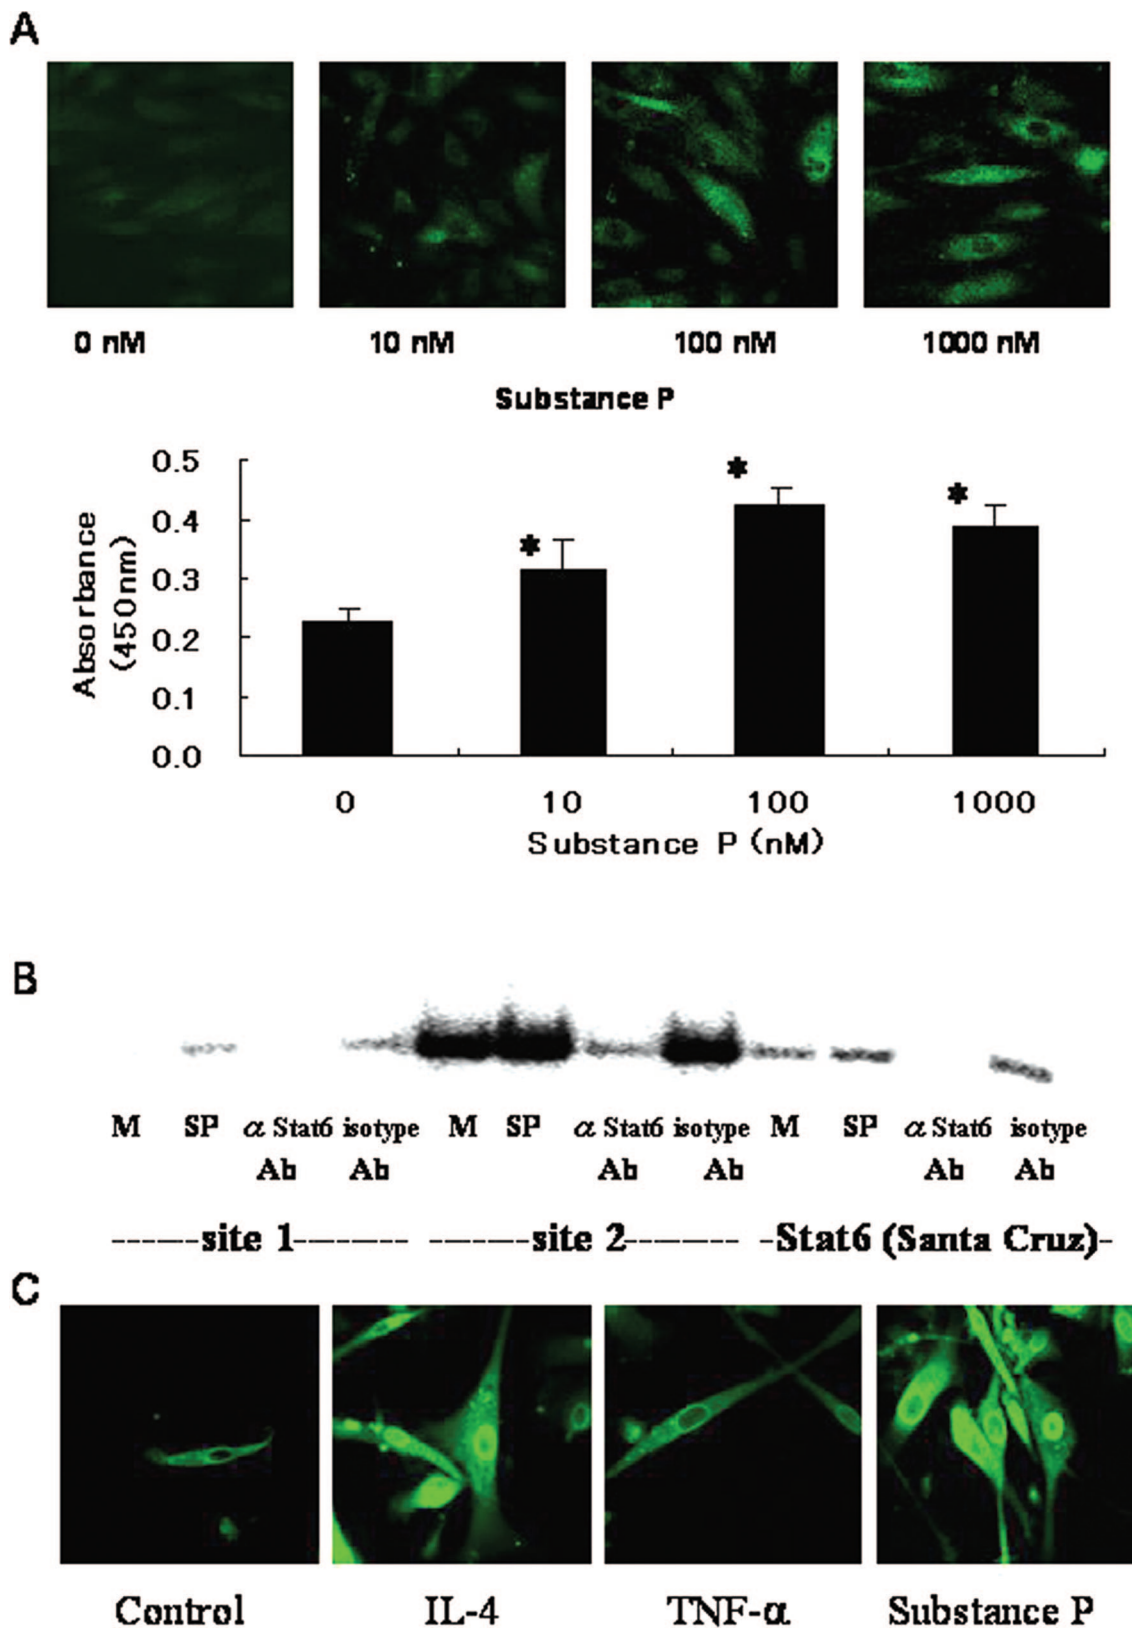 A
0 nM 10 nM 100 nM 1000 nM
Substance P
0.5
0.4
0.3
0.2
0.1
0.0
Absorbance
(450nm)
* * *
0 10 100 1000
Substance P (nM)
B
M SP α Stat6 isotype M SP α Stat6 isotype M SP α Stat6 isotype
Ab Ab Ab Ab Ab Ab
-------site 1--------- --------site 2--------- -Stat6 (Santa Cruz)-
C
Control IL-4 TNF-α Substance P